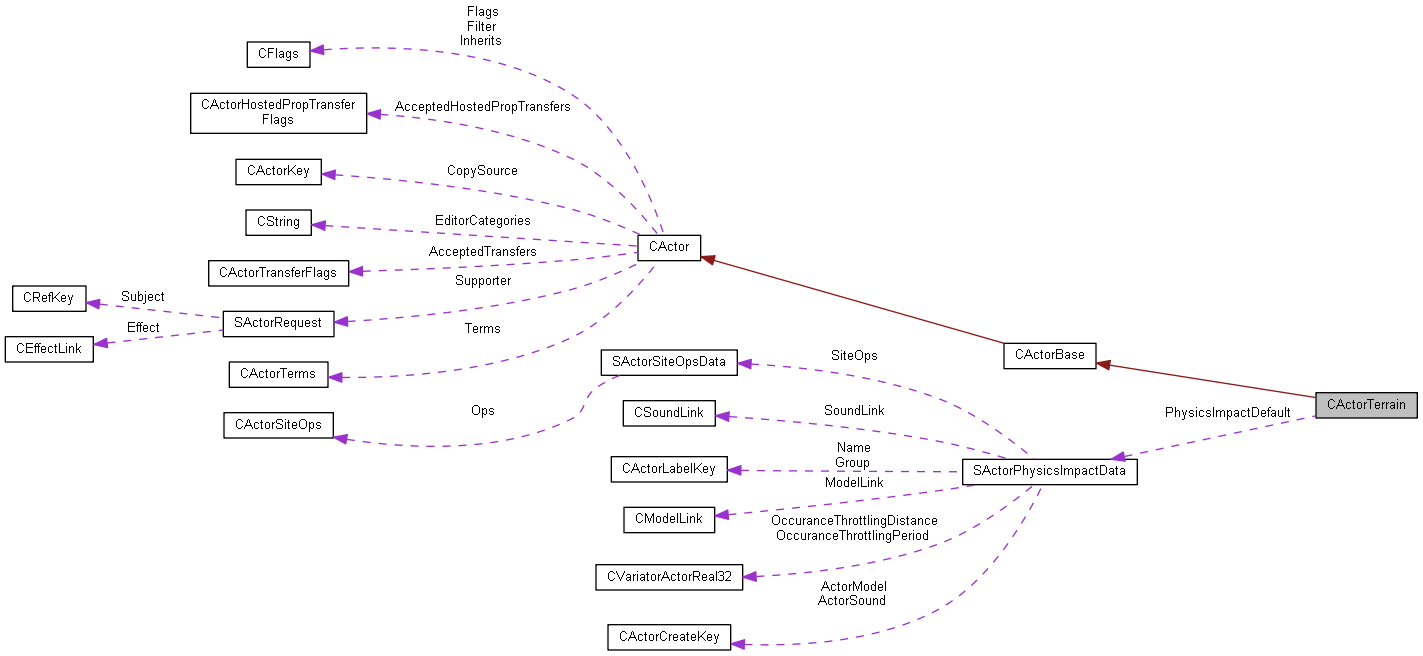 Flags
Filter
Inherits
CFlags
CActorHostedPropTransfer
Flags
AcceptedHostedPropTransfers
CActorKey
CopySource
CString
EditorCategories
CActor
CActorTransferFlags
AcceptedTransfers
Supporter
CRefKey
Subject
SActorRequest
Effect
CEffectLink
Terms
CActorTerms
CActorBase
SActorSiteOpsData
SiteOps
CActorTerrain
CActorSiteOps
Ops
CSoundLink
SoundLink
PhysicsImpactDefault
Name
Group
CActorLabelKey
SActorPhysicsImpactData
ModelLink
CModelLink
OccuranceThrottlingDistance
OccuranceThrottlingPeriod
CVariatorActorReal32
ActorModel
ActorSound
CActorCreateKey